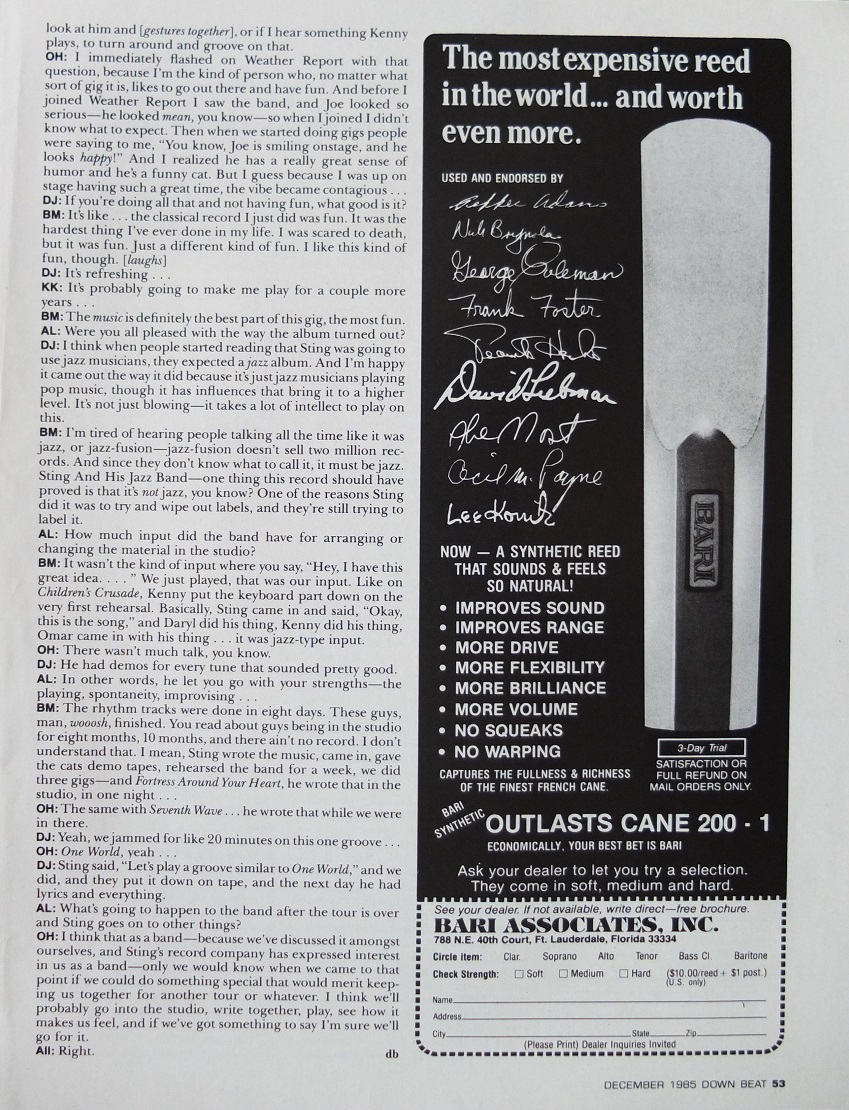 look at him and [gestures together], or if I hear something Kenny
plays, to turn around and groove on that.
OH: I immediately flashed on Weather Report with that
question, because I'm the kind of person who, no matter what
sort of gig it is, likes to go out there and have fun. And before I
joined Weather Report I saw the band, and Joe looked so
serious—he looked mean, you know—so when I joined I didn't
know what to expect. Then when we started doing gigs people
were saying to me, "You know, Joe is smiling onstage, and he
looks happy!" And I realized he has a really great sense of
humor and he's a funny cat. But I guess because I was up on
stage having such a great time, the vibe became contagious . . .
DJ: If you're doing all that and not having fun, what good is it?
BM: It's like . . . the classical record I just did was fun. It was the
hardest thing I've ever done in my life. I was scared to death,
but it was fun. Just a different kind of fun. I like this kind of
fun, though. [laughs]
DJ: It's refreshing . . .
KK: It's probably going to make me play for a couple more
years . . .
BM: The music is definitely the best part of this gig, the most fun.
AL: Were you all pleased with the way the album turned out?
DJ: I think when people started reading that Sting was going to
use jazz musicians, they expected a jazz album. And I'm happy
it came out the way it did because it's just jazz musicians playing
pop music, though it has influences that bring it to a higher
level. It's not just blowing—it takes a lot of intellect to play on
this.
BM: I'm tired of hearing people talking all the time like it was
jazz, or jazz-fusion—jazz-fusion doesn't sell two million rec-
ords. And since they don't know what to call it, it must be jazz.
Sting And His Jazz Band—one thing this record should have
proved is that it's not jazz, you know? One of the reasons Sting
did it was to try and wipe out labels, and they're still trying to
label it.
AL: How much input did the band have for arranging or
changing the material in the studio?
BM: It wasn't the kind of input where you say, "Hey, I have this
great idea. . . . " We just played, that was our input. Like on
Children's Crusade, Kenny put the keyboard part down on the
very first rehearsal. Basically, Sting came in and said, "Okay,
this is the song," and Daryl did his thing, Kenny did his thing,
Omar came in with his thing . . . it was jazz-type input.
OH: There wasn't much talk, you know.
DJ: He had demos for every tune that sounded pretty good.
AL: In other words, he let you go with your strengths—the
playing, spontaneity, improvising . . .
BM: The rhythm tracks were done in eight days. These guys,
man, wooosh, finished. You read about guys being in the studio
for eight months, 10 months, and there ain't no record. I don't
understand that. I mean, Sting wrote the music, came in, gave
the cats demo tapes, rehearsed the band for a week, we did
three gigs—and Fortress Around Your Heart, he wrote that in the
studio, in one night . . .
OH: The same with Seventh Wave . . . he wrote that while we were
in there.
DJ: Yeah, we jammed for like 20 minutes on this one groove . . .
OH: One World, yeah . . .
DJ: Sting said, "Let's play a groove similar to One World," and we
did, and they put it down on tape, and the next day he had
lyrics and everything.
AL: What's going to happen to the band after the tour is over
and Sting goes on to other things?
OH: I think that as a band—because we've discussed it amongst
ourselves, and Sting's record company has expressed interest
in us as a band—only we would know when we came to that
point if we could do something special that would merit keep-
ing us together for another tour or whatever. I think we'll
probably go into the studio, write together, play, see how it
makes us feel, and if we've got something to say I'm sure we'll
go for it.
All: Right. db
The most expensive reed
in the world... and worth
even more.
USED AND ENDORSED BY
Pepper Adams
Nick Brignola
George Coleman
Frank Foster
David Liebman
Abe Most
Cecil M. Payne
Lee Konitz
BARI
NOW — A SYNTHETIC REED
THAT SOUNDS & FEELS
SO NATURAL!
• IMPROVES SOUND
• IMPROVES RANGE
• MORE DRIVE
• MORE FLEXIBILITY
• MORE BRILLIANCE
• MORE VOLUME
• NO SQUEAKS
• NO WARPING
CAPTURES THE FULLNESS & RICHNESS
OF THE FINEST FRENCH CANE.
3-Day Trial
SATISFACTION OR
FULL REFUND ON
MAIL ORDERS ONLY.
BARI
SYNTHETIC
OUTLASTS CANE 200 - 1
ECONOMICALLY, YOUR BEST BET IS BARI
Ask your dealer to let you try a selection.
They come in soft, medium and hard.
See your dealer. If not available, write direct—free brochure.
BARI ASSOCIATES, INC.
788 N.E. 40th Court, Ft. Lauderdale, Florida 33334
Circle item: Clar. Soprano Alto Tenor Bass Cl. Baritone
Check Strength: Soft Medium Hard ($10.00/reed + $1 post.)
(U.S. only)
Name
Address
City State Zip
(Please Print) Dealer Inquiries Invited
DECEMBER 1985 DOWN BEAT 53